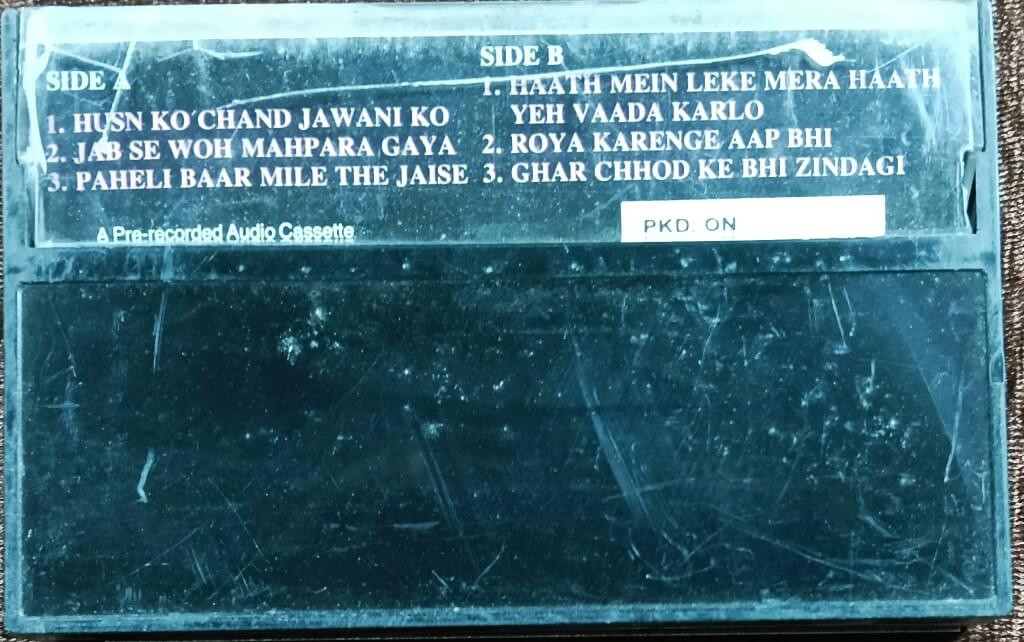 SIDE A
1. HUSN KO CHAND JAWANI KO
2. JAB SE WOH MAHPARA GAYA
3. PAHELI BAAR MILE THE JAISE
A Pre-recorded Audio Cassette
SIDE B
1. HAATH MEIN LEKE MERA HAATH
YEH VAADA KARLO
2. ROYA KARENGE AAP BHI
3. GHAR CHHOD KE BHI ZINDAGI
PKD. ON